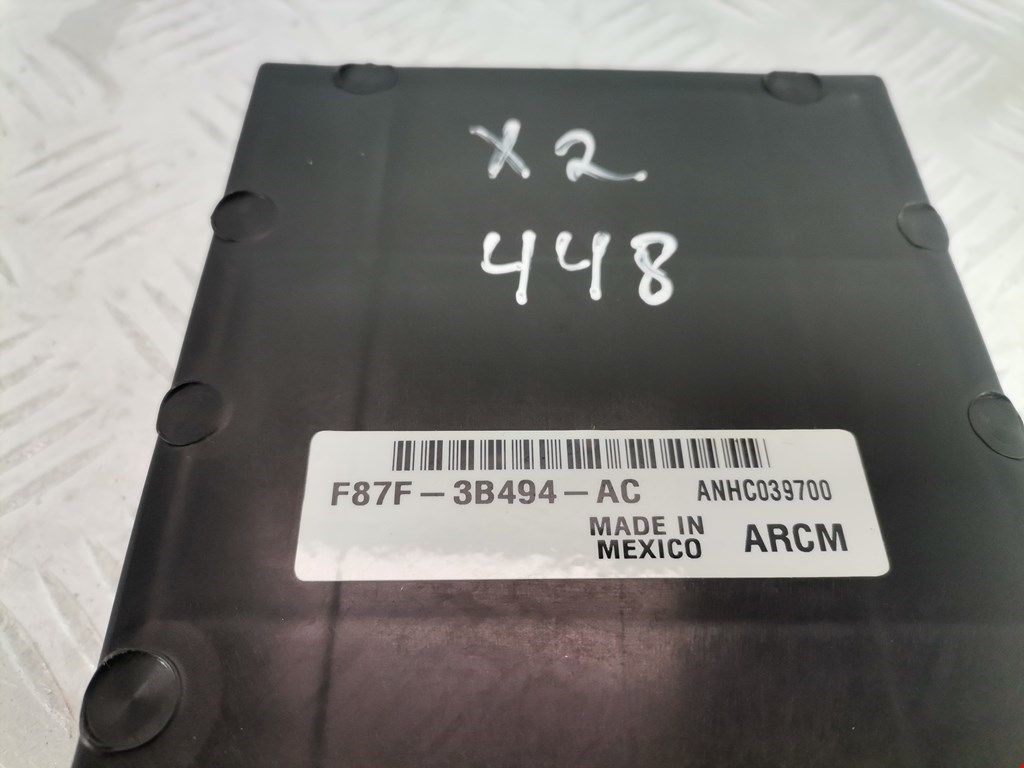 X2
448
F87F-3B494-AC ANHC039700
MADE IN
MEXICO ARCM